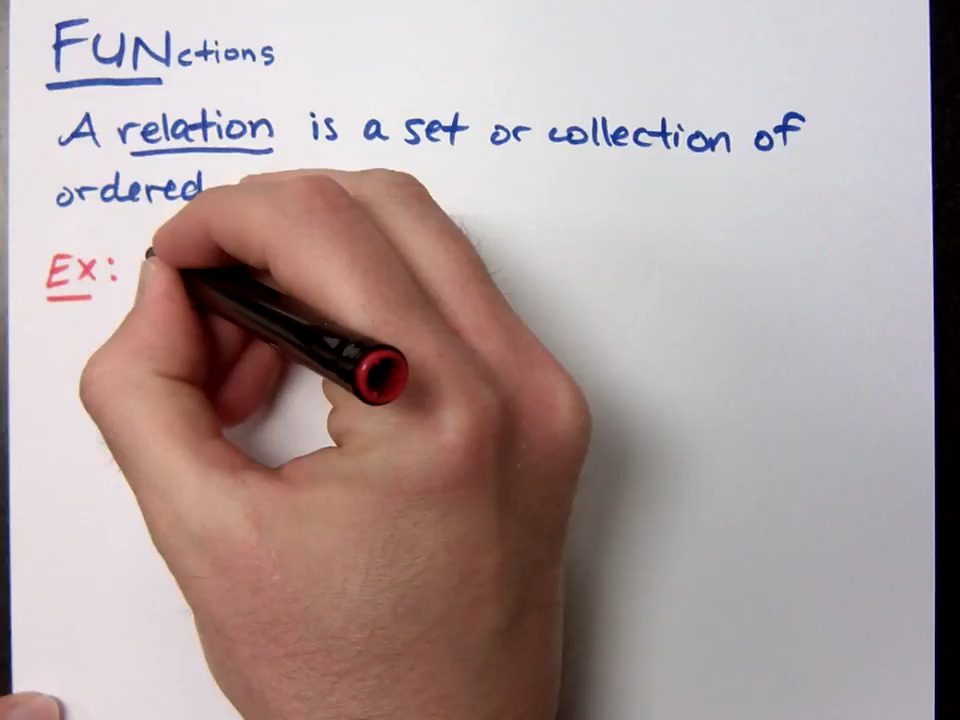 FUNctions
A relation is a set or collection of
ordered
Ex: